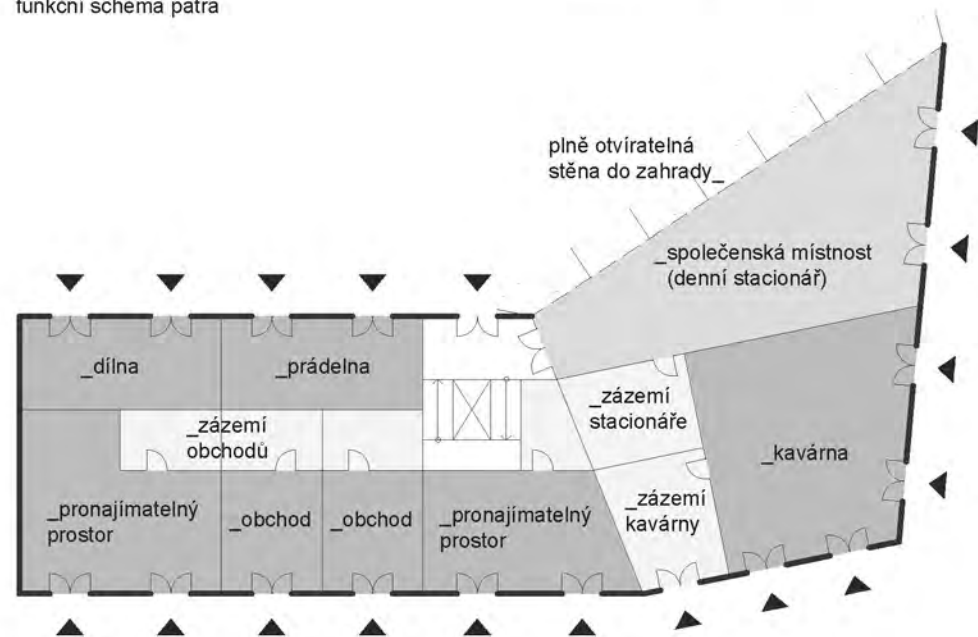 funkční schéma patra
plně otvíratelná
stěna do zahrady_
_společenská místnost
(denní stacionář)
_dílna
_prádelna
_zázemí
obchodů
_zázemí
stacionáře
_kavárna
_pronajímatelný
prostor
_obchod
_obchod
_pronajímatelný
prostor
_zázemí
kavárny